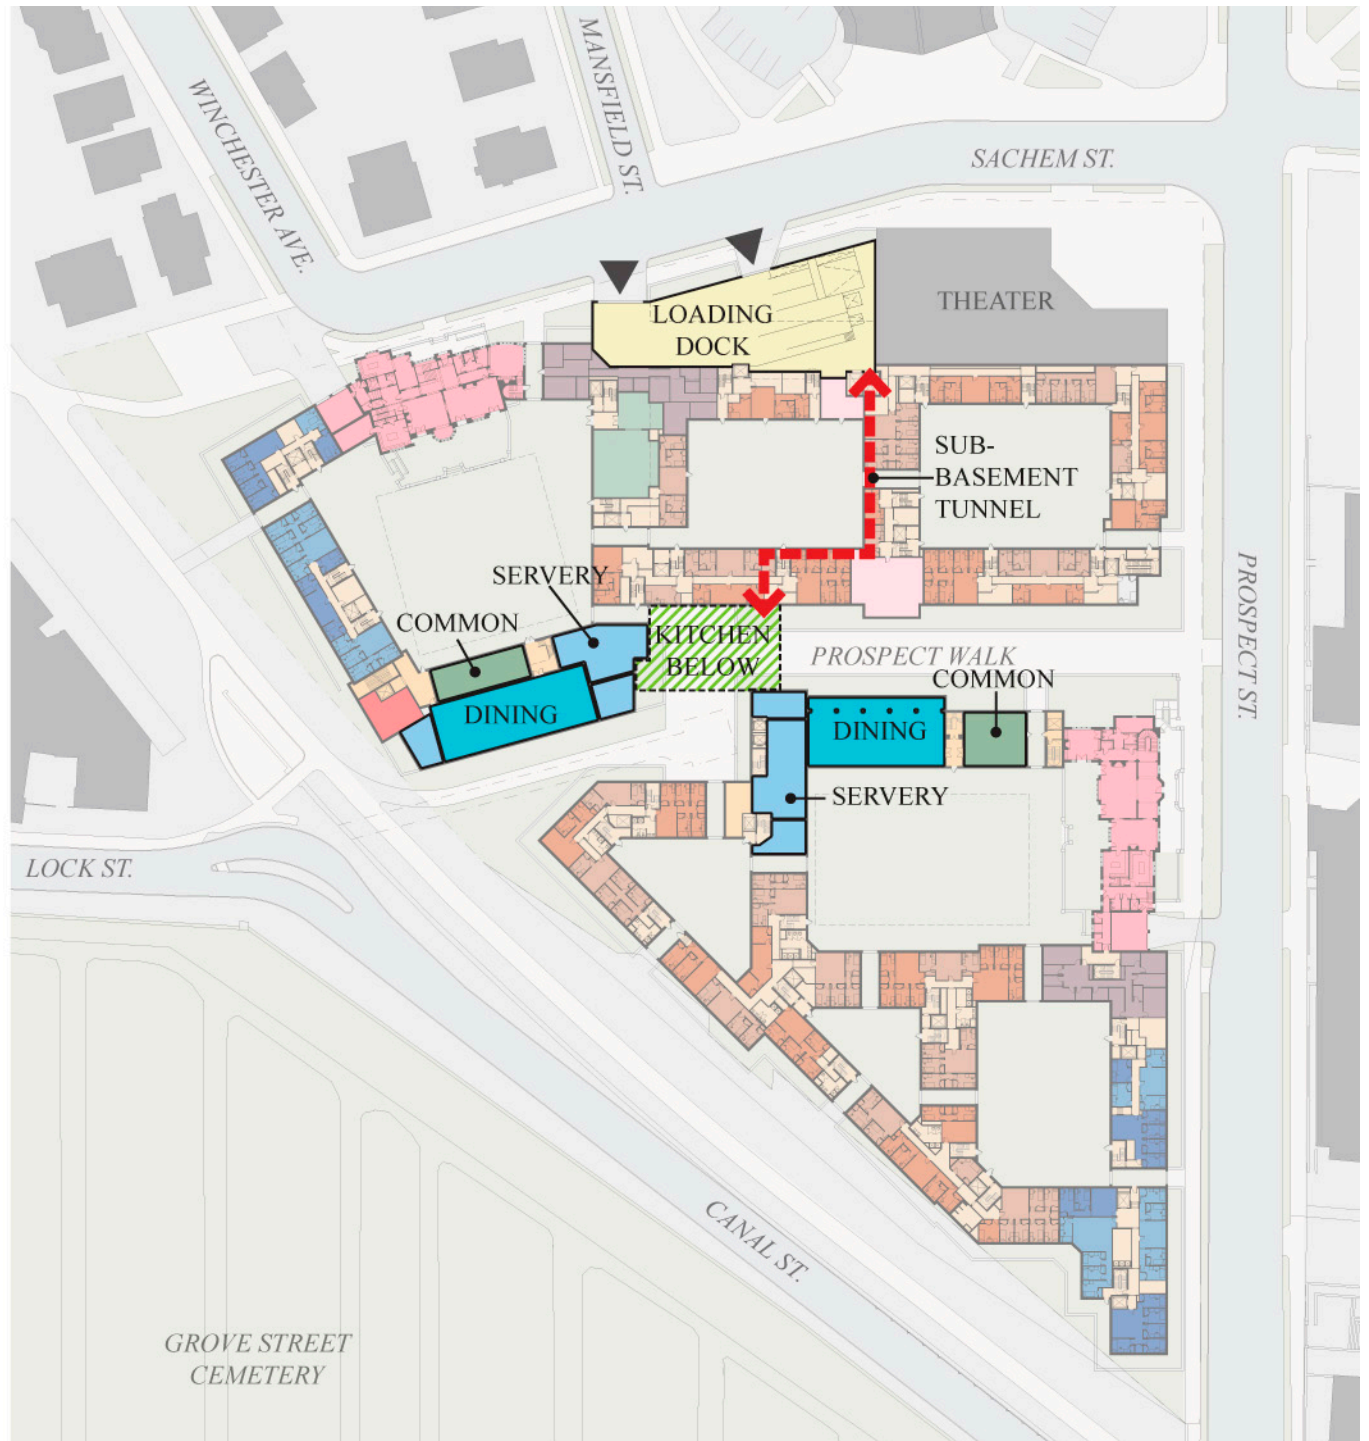 MANSFIELD ST.
WINCHESTER AVE.
SACHEM ST.
LOADING
DOCK
THEATER
SUB-
BASEMENT
TUNNEL
SERVERY
COMMON
KITCHEN
BELOW
PROSPECT WALK
COMMON
DINING
DINING
SERVERY
PROSPECT ST.
LOCK ST.
CANAL ST.
GROVE STREET
CEMETERY